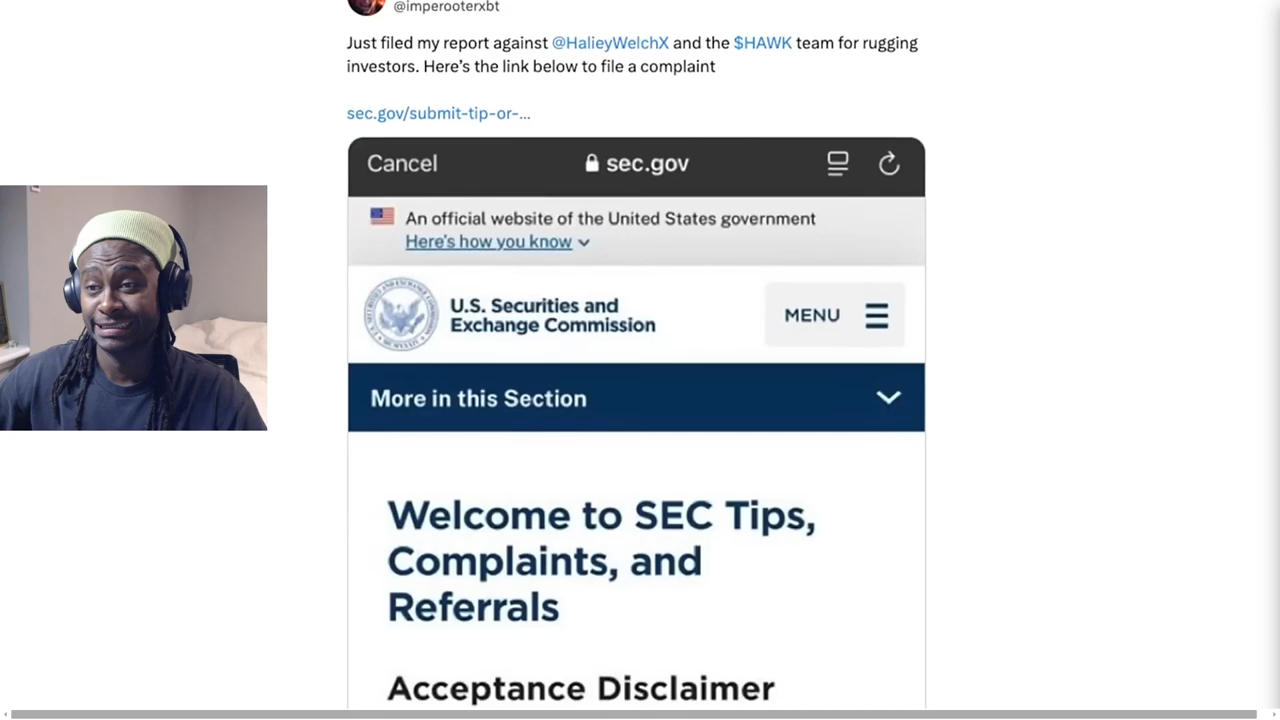 @imperooterxbt
Just filed my report against @HalieyWelchX and the $HAWK team for rugging
investors. Here’s the link below to file a complaint
sec.gov/submit-tip-or-...
Cancel
sec.gov
An official website of the United States government
Here's how you know
U.S. Securities and
Exchange Commission
MENU
More in this Section
Welcome to SEC Tips,
Complaints, and
Referrals
Acceptance Disclaimer